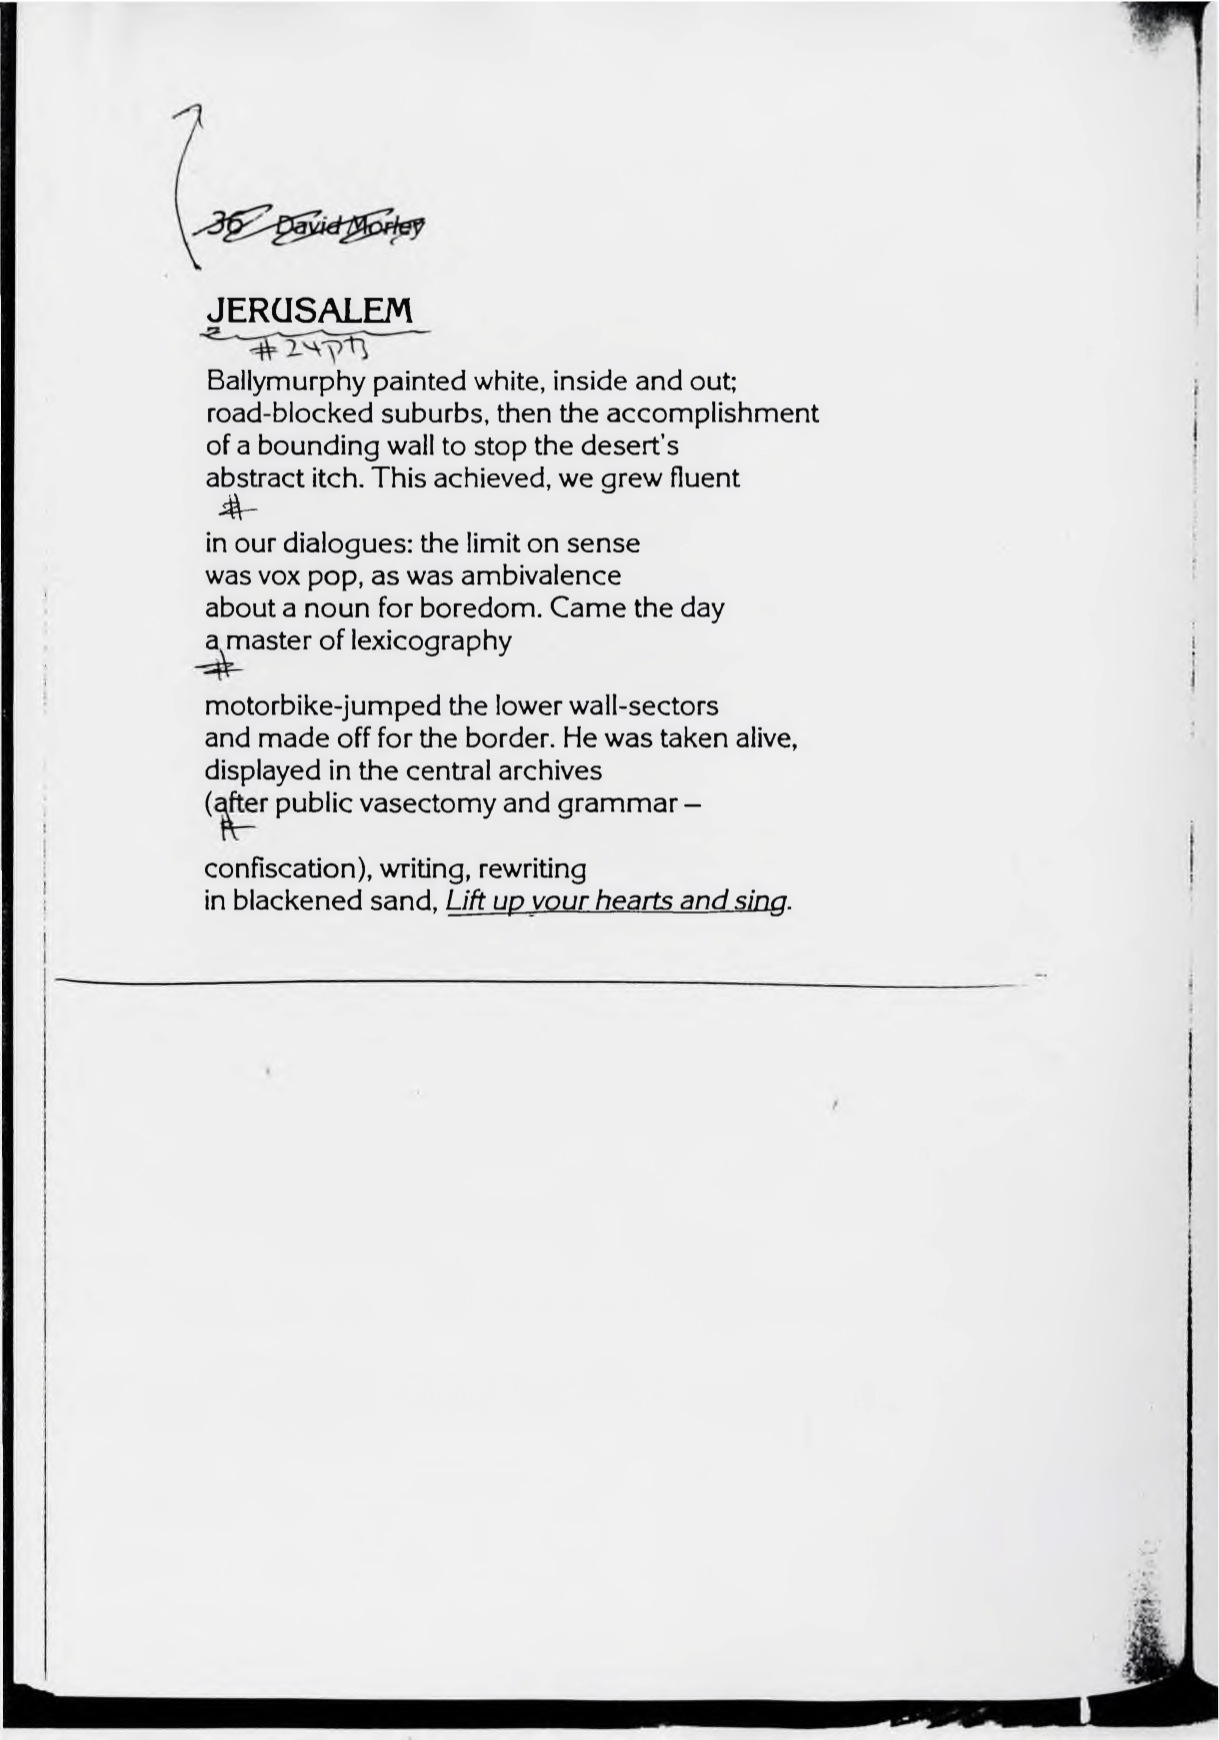 36 David Morley
JERUSALEM
# 24 pts
Ballymurphy painted white, inside and out;
road-blocked suburbs, then the accomplishment
of a bounding wall to stop the desert's
abstract itch. This achieved, we grew fluent
#
in our dialogues: the limit on sense
was vox pop, as was ambivalence
about a noun for boredom. Came the day
a master of lexicography
#
motorbike-jumped the lower wall-sectors
and made off for the border. He was taken alive,
displayed in the central archives
(after public vasectomy and grammar –
#
confiscation), writing, rewriting
in blackened sand, Lift up your hearts and sing.